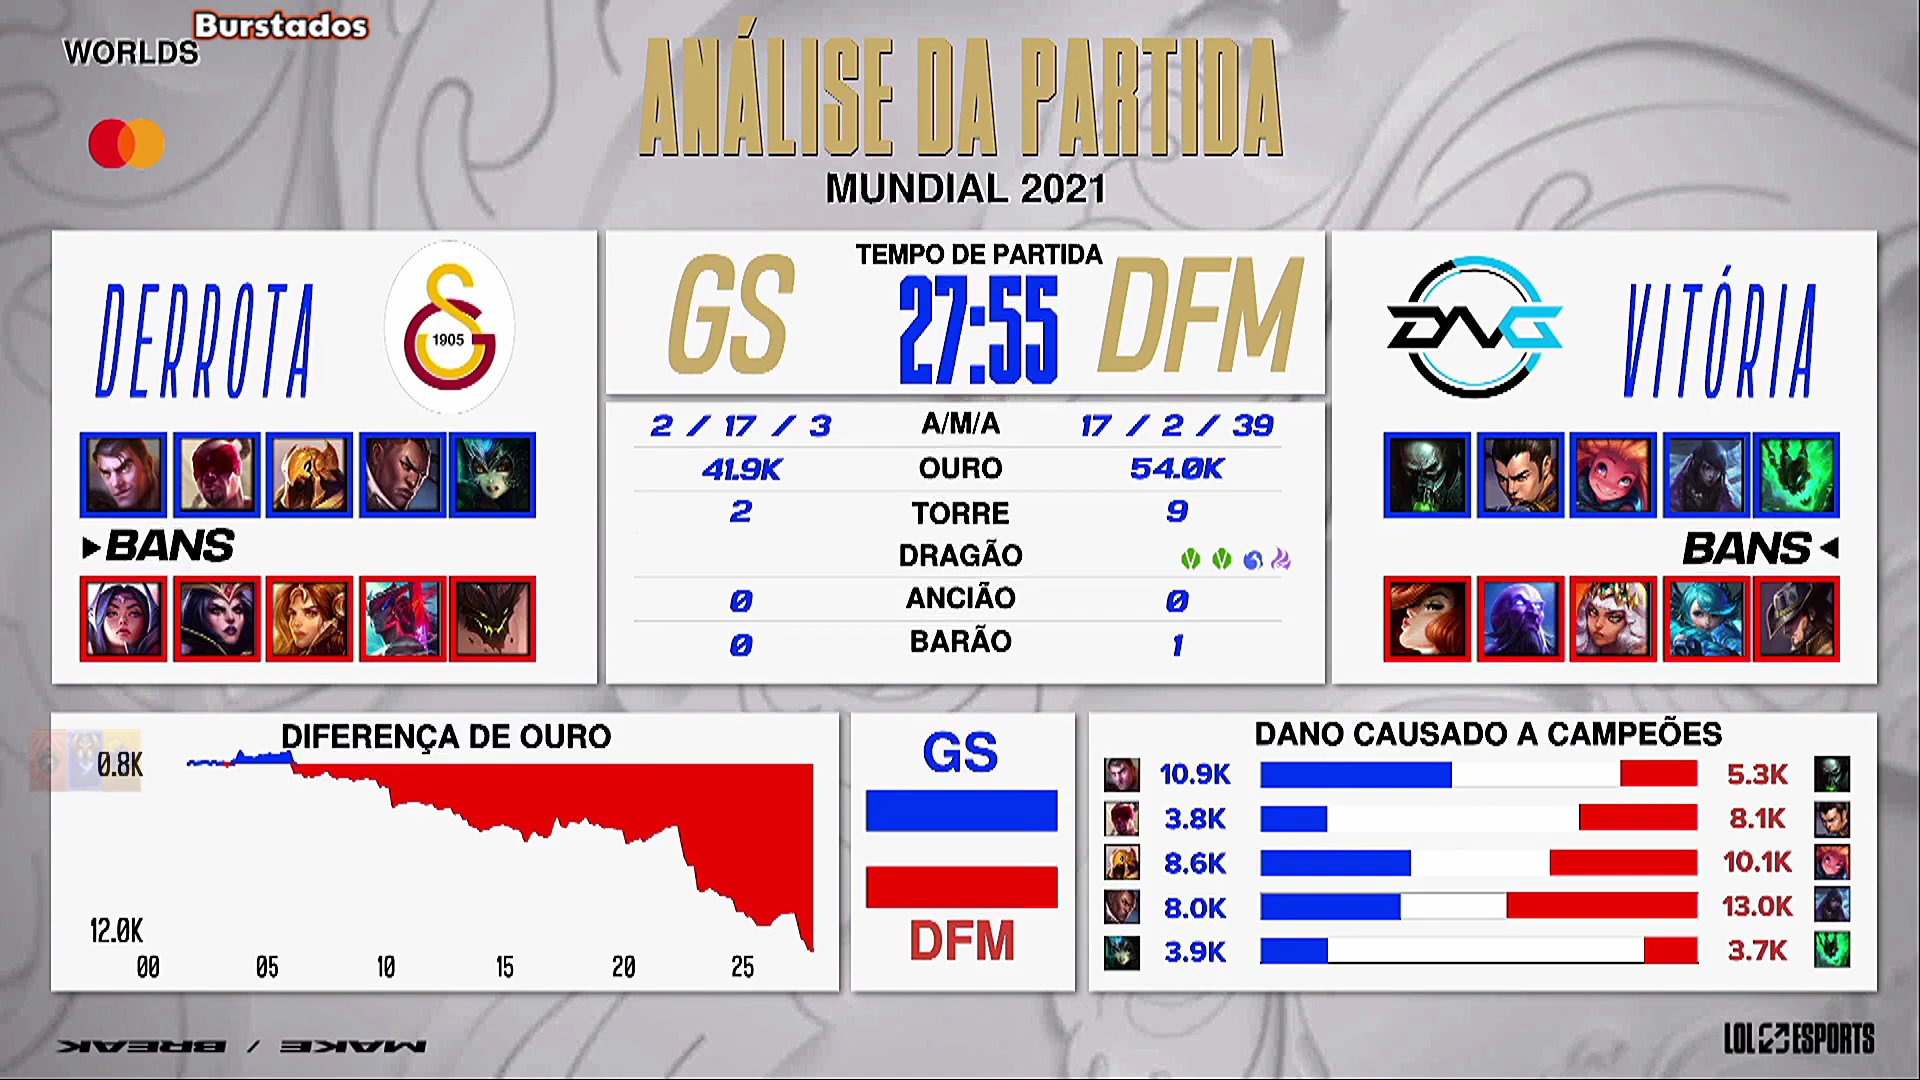 Burstados
WORLDS
ANÁLISE DA PARTIDA
MUNDIAL 2021
DERROTA
1905
GS
TEMPO DE PARTIDA
27:55
DFM
VITÓRIA
2 / 17 / 3 A/M/A 17 / 2 / 39
41.9K OURO 54.0K
2 TORRE 9
DRAGÃO
0 ANCIÃO 0
0 BARÃO 1
BANS
BANS
DIFERENÇA DE OURO
0.8K
12.0K
00 05 10 15 20 25
GS
DFM
DANO CAUSADO A CAMPEÕES
10.9K 5.3K
3.8K 8.1K
8.6K 10.1K
8.0K 13.0K
3.9K 3.7K
MAKE / BREAK
LOL ESPORTS